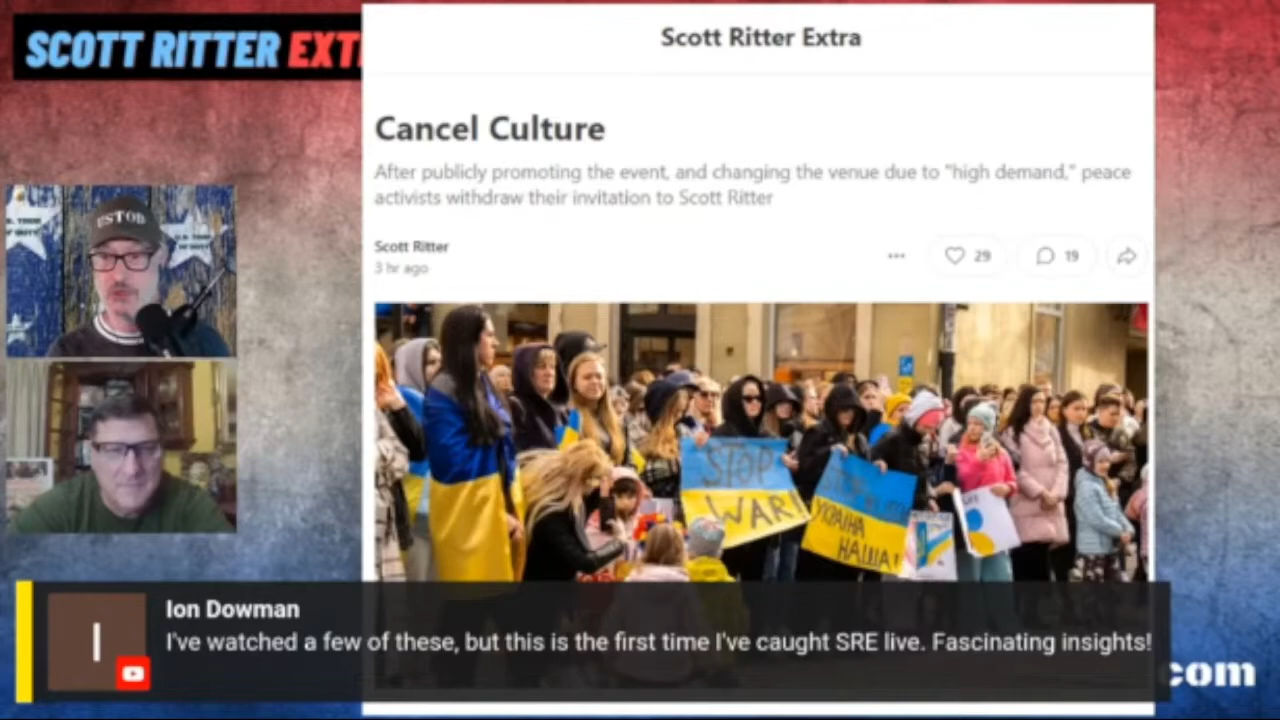 SCOTT RITTER EXT
Scott Ritter Extra
Cancel Culture
After publicly promoting the event, and changing the venue due to "high demand," peace
activists withdraw their invitation to Scott Ritter
Scott Ritter
3 hr ago
29
19
USTOD
STOP
WAR!
УКРАЇНА
НАША!
Ion Dowman
I've watched a few of these, but this is the first time I've caught SRE live. Fascinating insights!
I
com